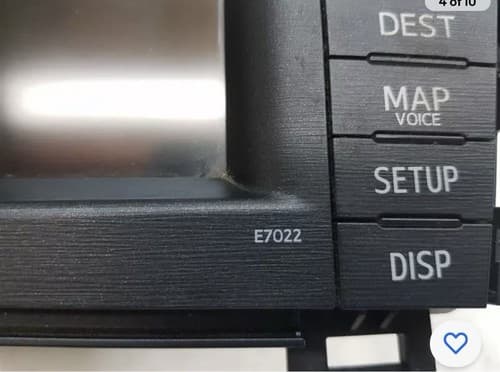 4 of 10
DEST
MAP
VOICE
SETUP
E7022
DISP